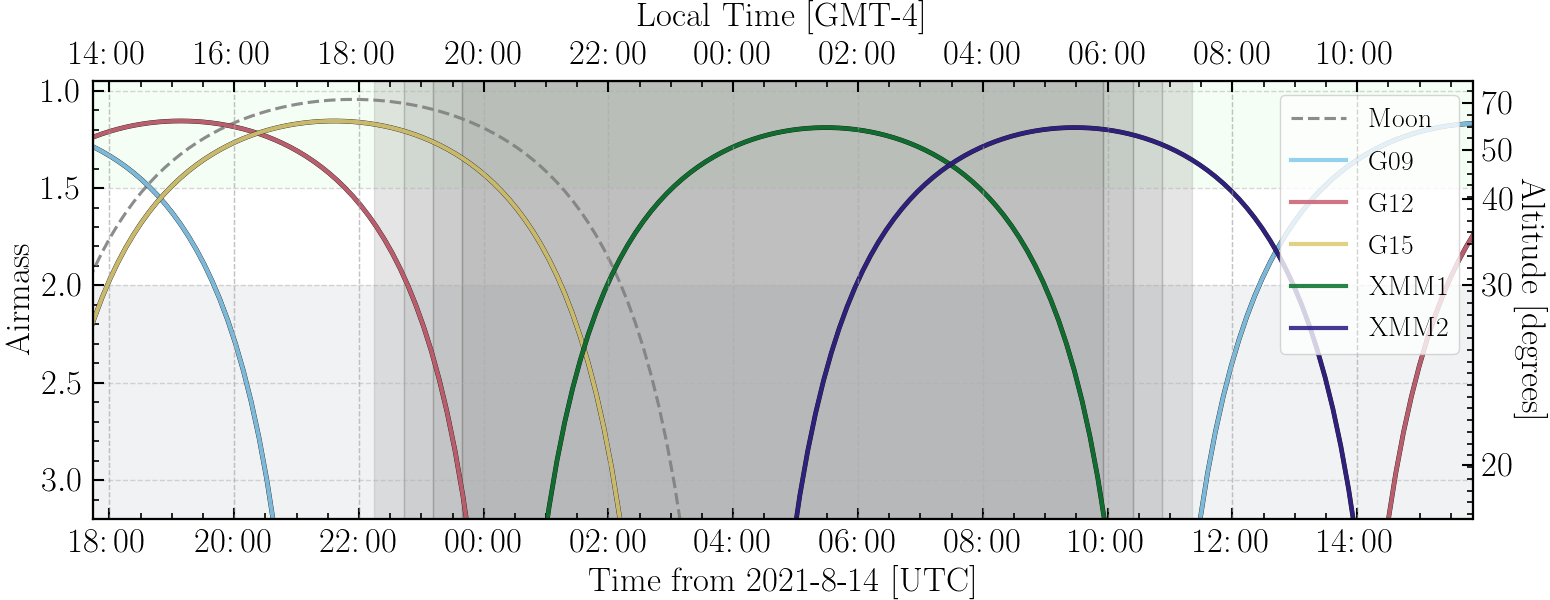 Local Time [GMT-4]
14:00 16:00 18:00 20:00 22:00 00:00 02:00 04:00 06:00 08:00 10:00
Airmass
1.0
1.5
2.0
2.5
3.0
70
50
40
30
20
Altitude [degrees]
Moon
G09
G12
G15
XMM1
XMM2
18:00 20:00 22:00 00:00 02:00 04:00 06:00 08:00 10:00 12:00 14:00
Time from 2021-8-14 [UTC]